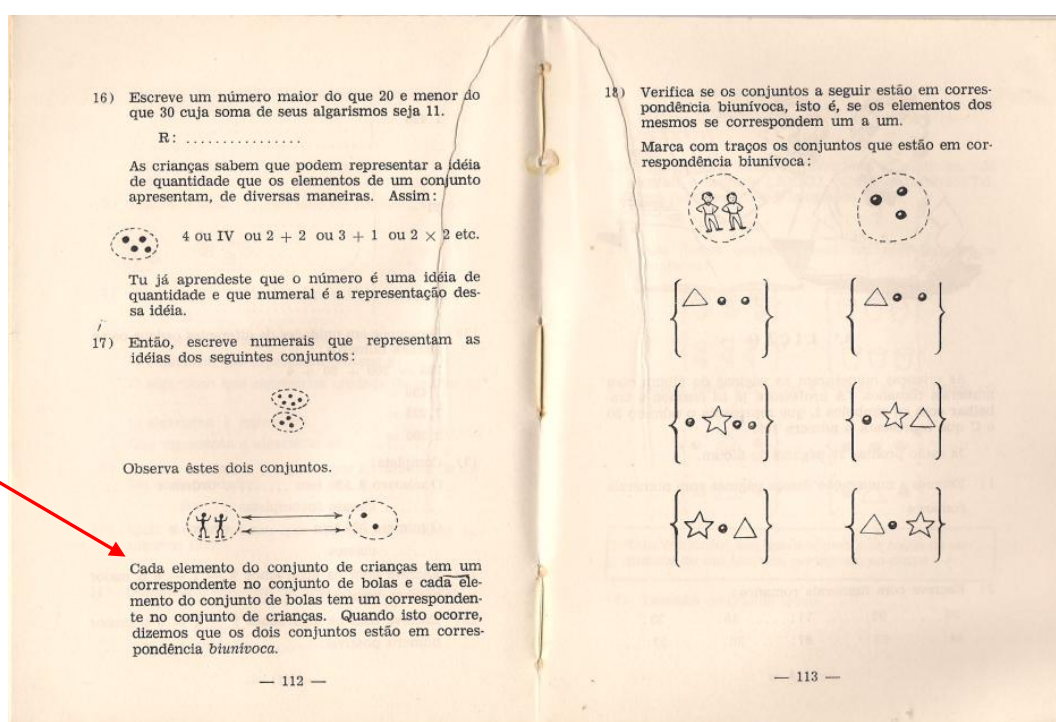 16) Escreve um número maior do que 20 e menor do
que 30 cuja soma de seus algarismos seja 11.
R: ................
As crianças sabem que podem representar a idéia
de quantidade que os elementos de um conjunto
apresentam, de diversas maneiras. Assim:
4 ou IV ou 2 + 2 ou 3 + 1 ou 2 × 2 etc.
Tu já aprendeste que o número é uma idéia de
quantidade e que numeral é a representação des-
sa idéia.
17) Então, escreve numerais que representam as
idéias dos seguintes conjuntos:
Observa êstes dois conjuntos.
Cada elemento do conjunto de crianças tem um
correspondente no conjunto de bolas e cada ele-
mento do conjunto de bolas tem um corresponden-
te no conjunto de crianças. Quando isto ocorre,
dizemos que os dois conjuntos estão em corres-
pondência biunívoca.
— 112 —
18) Verifica se os conjuntos a seguir estão em corres-
pondência biunívoca, isto é, se os elementos dos
mesmos se correspondem um a um.
Marca com traços os conjuntos que estão em cor-
respondência biunívoca:
— 113 —